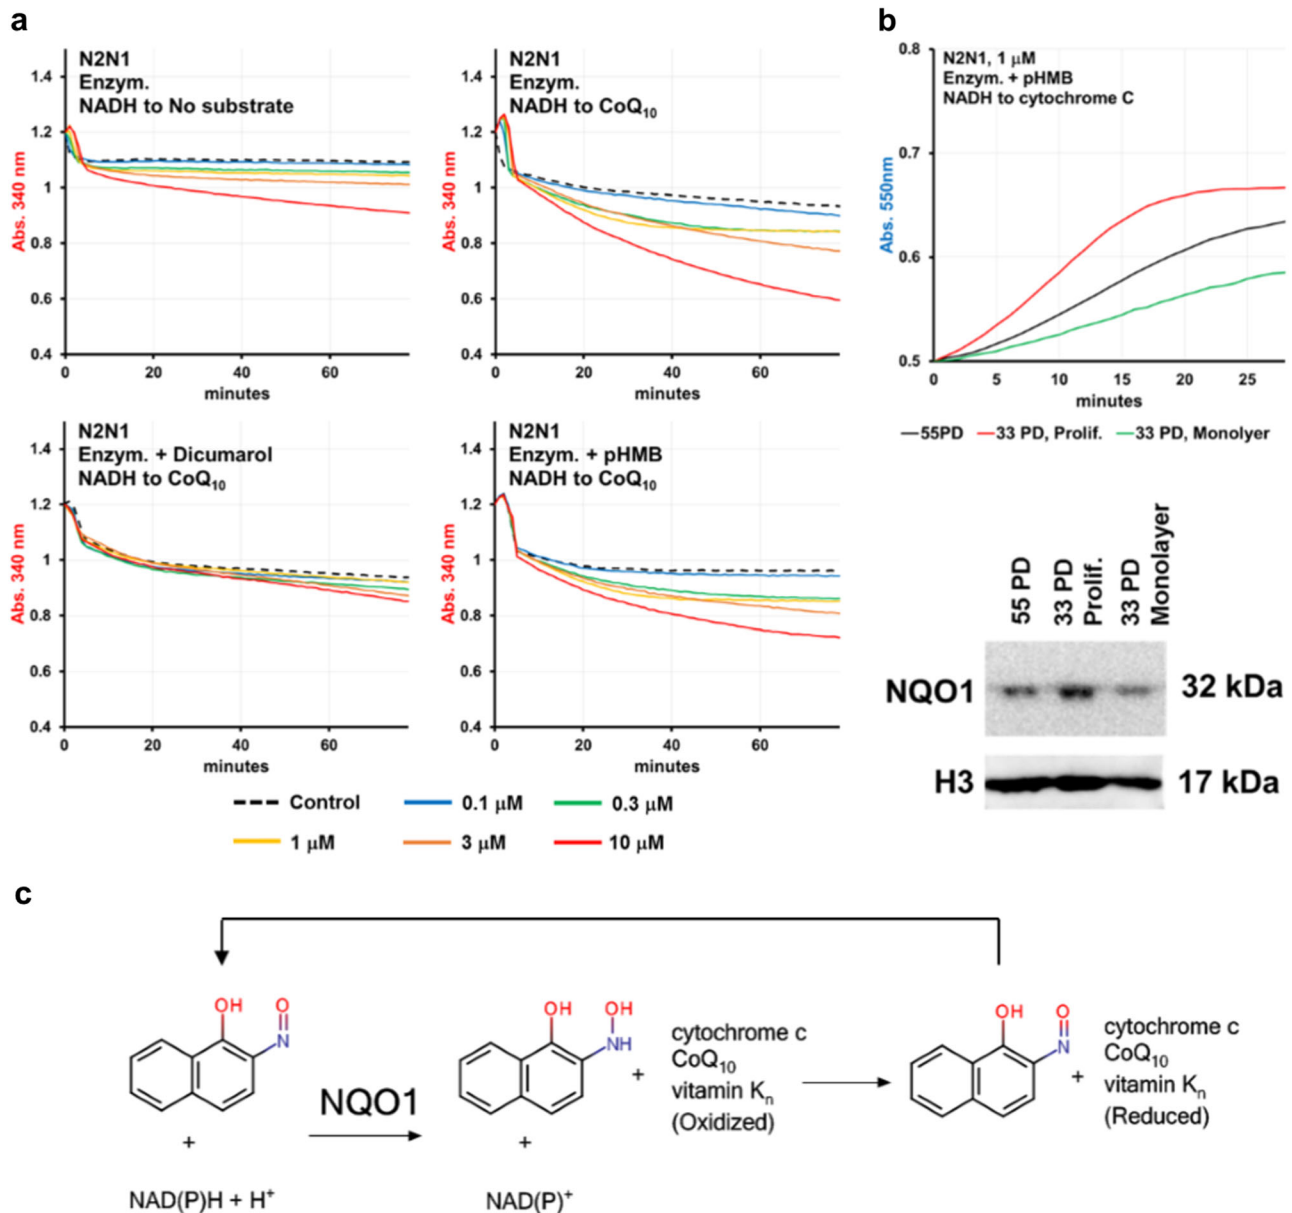 a
N2N1
Enzym.
NADH to No substrate
Abs. 340 nm
1.4
1.2
1
0.8
0.6
0.4
0
20
40
60
minutes
N2N1
Enzym.
NADH to CoQ10
Abs. 340 nm
1.4
1.2
1
0.8
0.6
0.4
0
20
40
60
minutes
N2N1
Enzym. + Dicumarol
NADH to CoQ10
Abs. 340 nm
1.4
1.2
1
0.8
0.6
0.4
0
20
40
60
minutes
N2N1
Enzym. + pHMB
NADH to CoQ10
Abs. 340 nm
1.4
1.2
1
0.8
0.6
0.4
0
20
40
60
minutes
Control
0.1 μM
0.3 μM
1 μM
3 μM
10 μM
b
N2N1, 1 μM
Enzym. + pHMB
NADH to cytochrome C
Abs. 550nm
0.8
0.7
0.6
0.5
0
5
10
15
20
25
minutes
55PD
33 PD, Prolif.
33 PD, Monolyer
55 PD
33 PD
Prolif.
33 PD
Monolayer
NQO1
32 kDa
H3
17 kDa
c
OH
O
N
+
NAD(P)H + H+
NQO1
OH
OH
NH
+
NAD(P)+
+
cytochrome c
CoQ10
vitamin Kn
(Oxidized)
OH
O
N
+
cytochrome c
CoQ10
vitamin Kn
(Reduced)